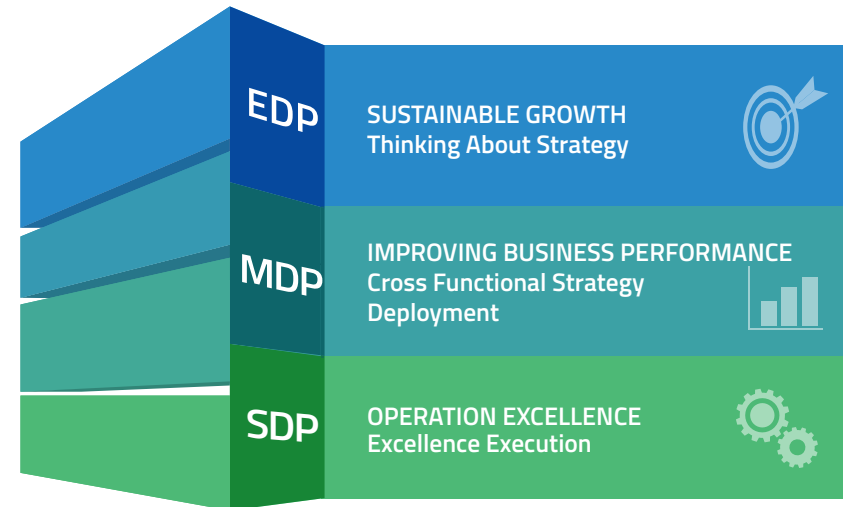 EDP
SUSTAINABLE GROWTH
Thinking About Strategy
MDP
IMPROVING BUSINESS PERFORMANCE
Cross Functional Strategy
Deployment
SDP
OPERATION EXCELLENCE
Excellence Execution